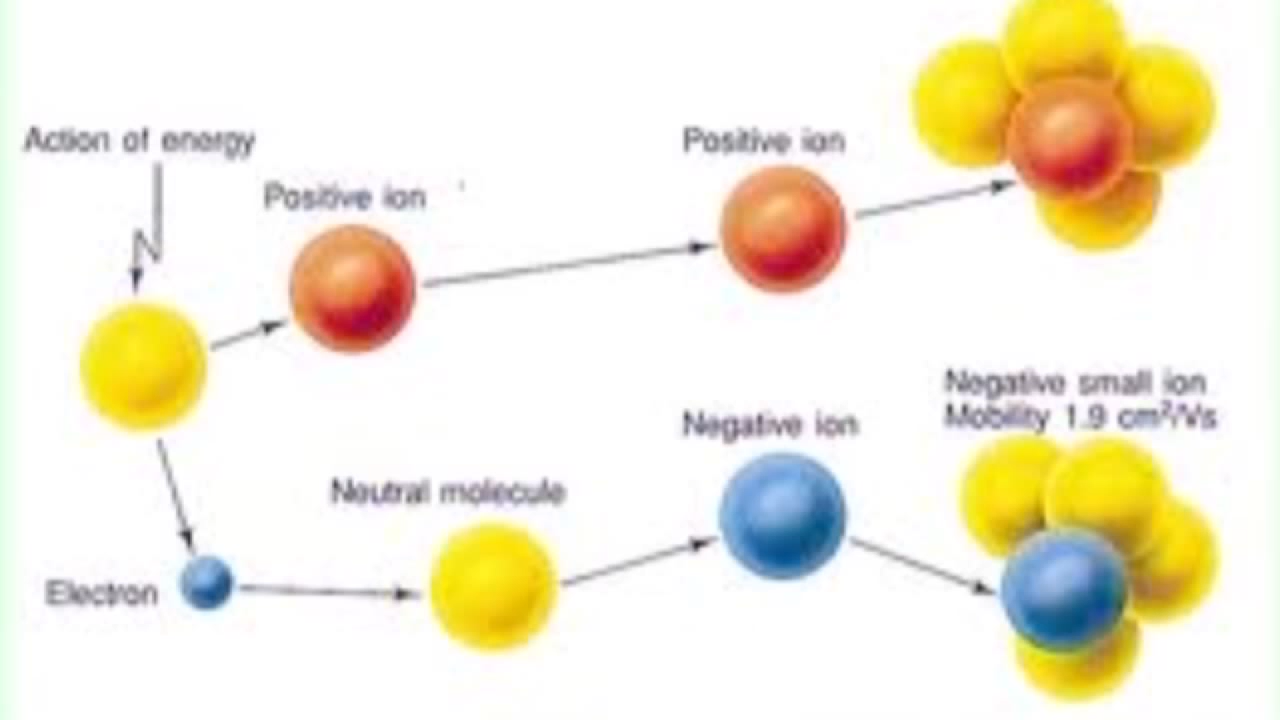 Action of energy
Positive ion
Positive ion
Negative small ion
Mobility 1.9 cm²/Vs
Negative ion
Neutral molecule
Electron